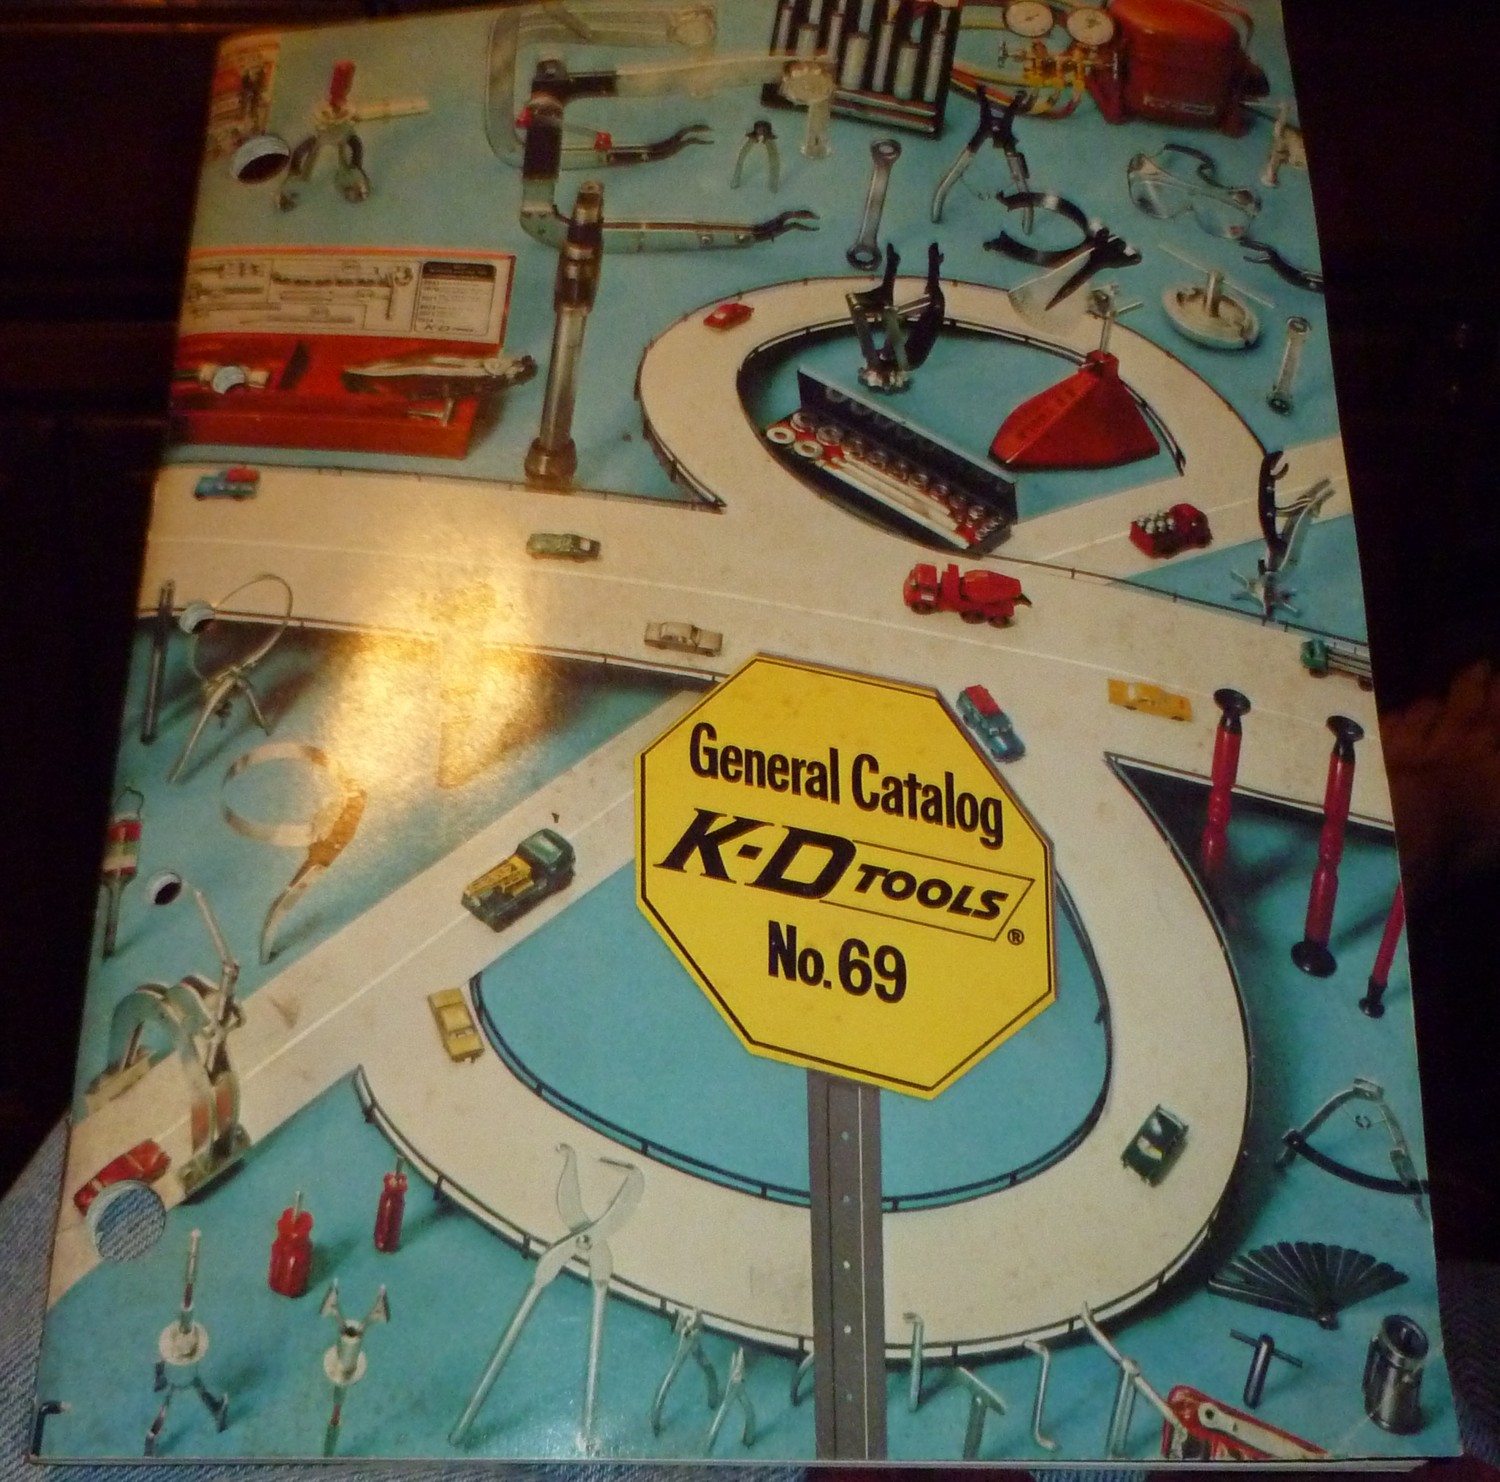 General Catalog
K-D TOOLS
®
No. 69